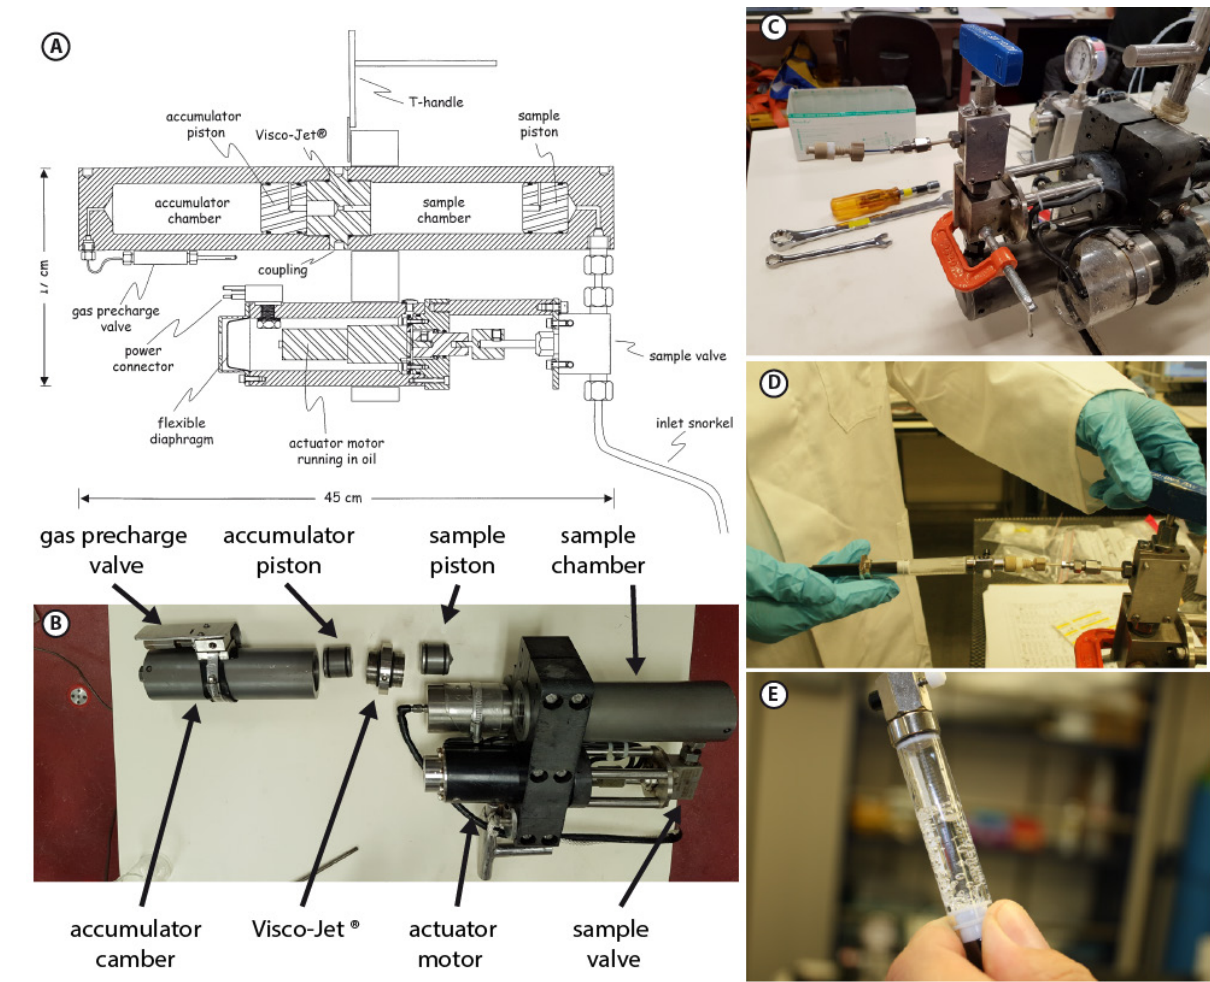 A
T-handle
accumulator
piston
Visco-Jet®
sample
piston
accumulator
chamber
sample
chamber
17 cm
coupling
gas precharge
valve
power
connector
sample valve
flexible
diaphragm
actuator motor
running in oil
inlet snorkel
45 cm
gas precharge
valve
accumulator
piston
sample
piston
sample
chamber
B
accumulator
camber
Visco-Jet ®
actuator
motor
sample
valve
C
D
E